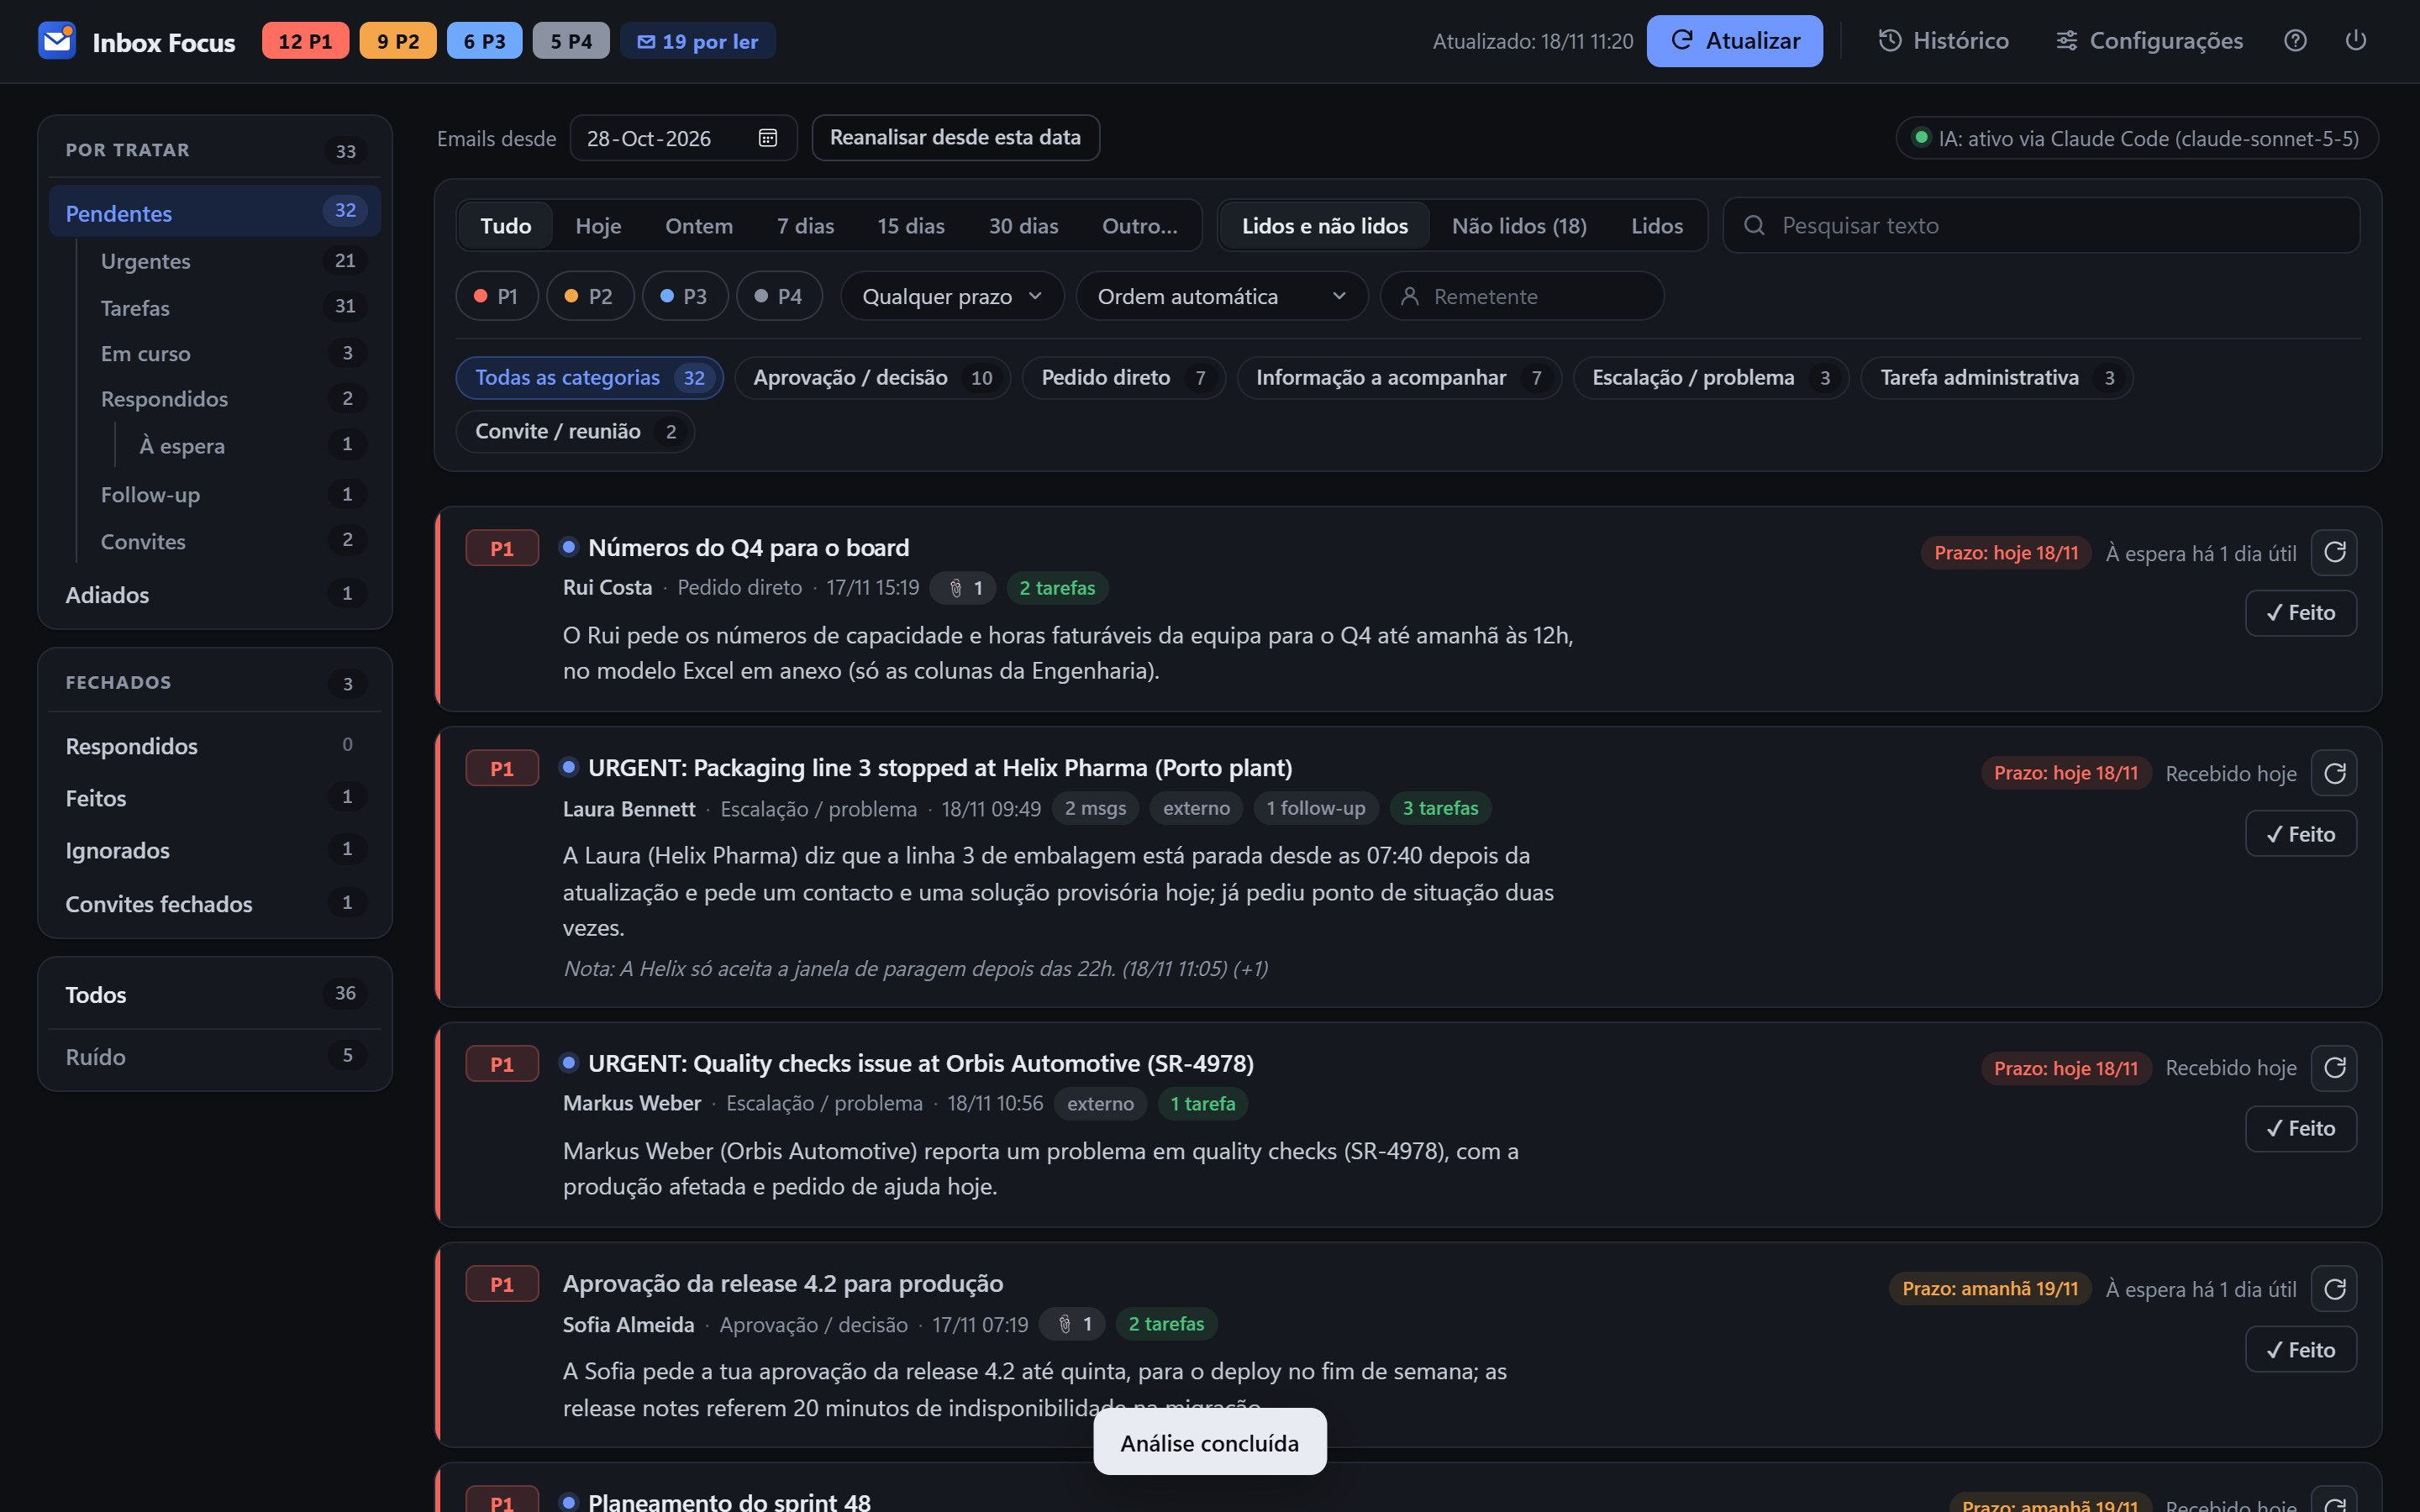 Inbox Focus 12 P1 9 P2 6 P3 5 P4 19 por ler Atualizado: 18/11 11:20 Atualizar Histórico Configurações
POR TRATAR 33
Pendentes 32
Urgentes 21
Tarefas 31
Em curso 3
Respondidos 2
À espera 1
Follow-up 1
Convites 2
Adiados 1
FECHADOS 3
Respondidos 0
Feitos 1
Ignorados 1
Convites fechados 1
Todos 36
Ruído 5
Emails desde 28-Oct-2026 Reanalisar desde esta data IA: ativo via Claude Code (claude-sonnet-5-5)
Tudo Hoje Ontem 7 dias 15 dias 30 dias Outro... Lidos e não lidos Não lidos (18) Lidos Pesquisar texto
P1 P2 P3 P4 Qualquer prazo Ordem automática Remetente
Todas as categorias 32 Aprovação / decisão 10 Pedido direto 7 Informação a acompanhar 7 Escalação / problema 3 Tarefa administrativa 3
Convite / reunião 2
P1 Números do Q4 para o board Prazo: hoje 18/11 À espera há 1 dia útil
Rui Costa · Pedido direto · 17/11 15:19 1 2 tarefas
✓ Feito
O Rui pede os números de capacidade e horas faturáveis da equipa para o Q4 até amanhã às 12h,
no modelo Excel em anexo (só as colunas da Engenharia).
P1 URGENT: Packaging line 3 stopped at Helix Pharma (Porto plant) Prazo: hoje 18/11 Recebido hoje
Laura Bennett · Escalação / problema · 18/11 09:49 2 msgs externo 1 follow-up 3 tarefas
✓ Feito
A Laura (Helix Pharma) diz que a linha 3 de embalagem está parada desde as 07:40 depois da
atualização e pede um contacto e uma solução provisória hoje; já pediu ponto de situação duas
vezes.
Nota: A Helix só aceita a janela de paragem depois das 22h. (18/11 11:05) (+1)
P1 URGENT: Quality checks issue at Orbis Automotive (SR-4978) Prazo: hoje 18/11 Recebido hoje
Markus Weber · Escalação / problema · 18/11 10:56 externo 1 tarefa
✓ Feito
Markus Weber (Orbis Automotive) reporta um problema em quality checks (SR-4978), com a
produção afetada e pedido de ajuda hoje.
P1 Aprovação da release 4.2 para produção Prazo: amanhã 19/11 À espera há 1 dia útil
Sofia Almeida · Aprovação / decisão · 17/11 07:19 1 2 tarefas
✓ Feito
A Sofia pede a tua aprovação da release 4.2 até quinta, para o deploy no fim de semana; as
release notes referem 20 minutos de indisponibilidade na migração.
Análise concluída
P1 Planeamento do sprint 48 Prazo: amanhã 19/11 Recebido hoje